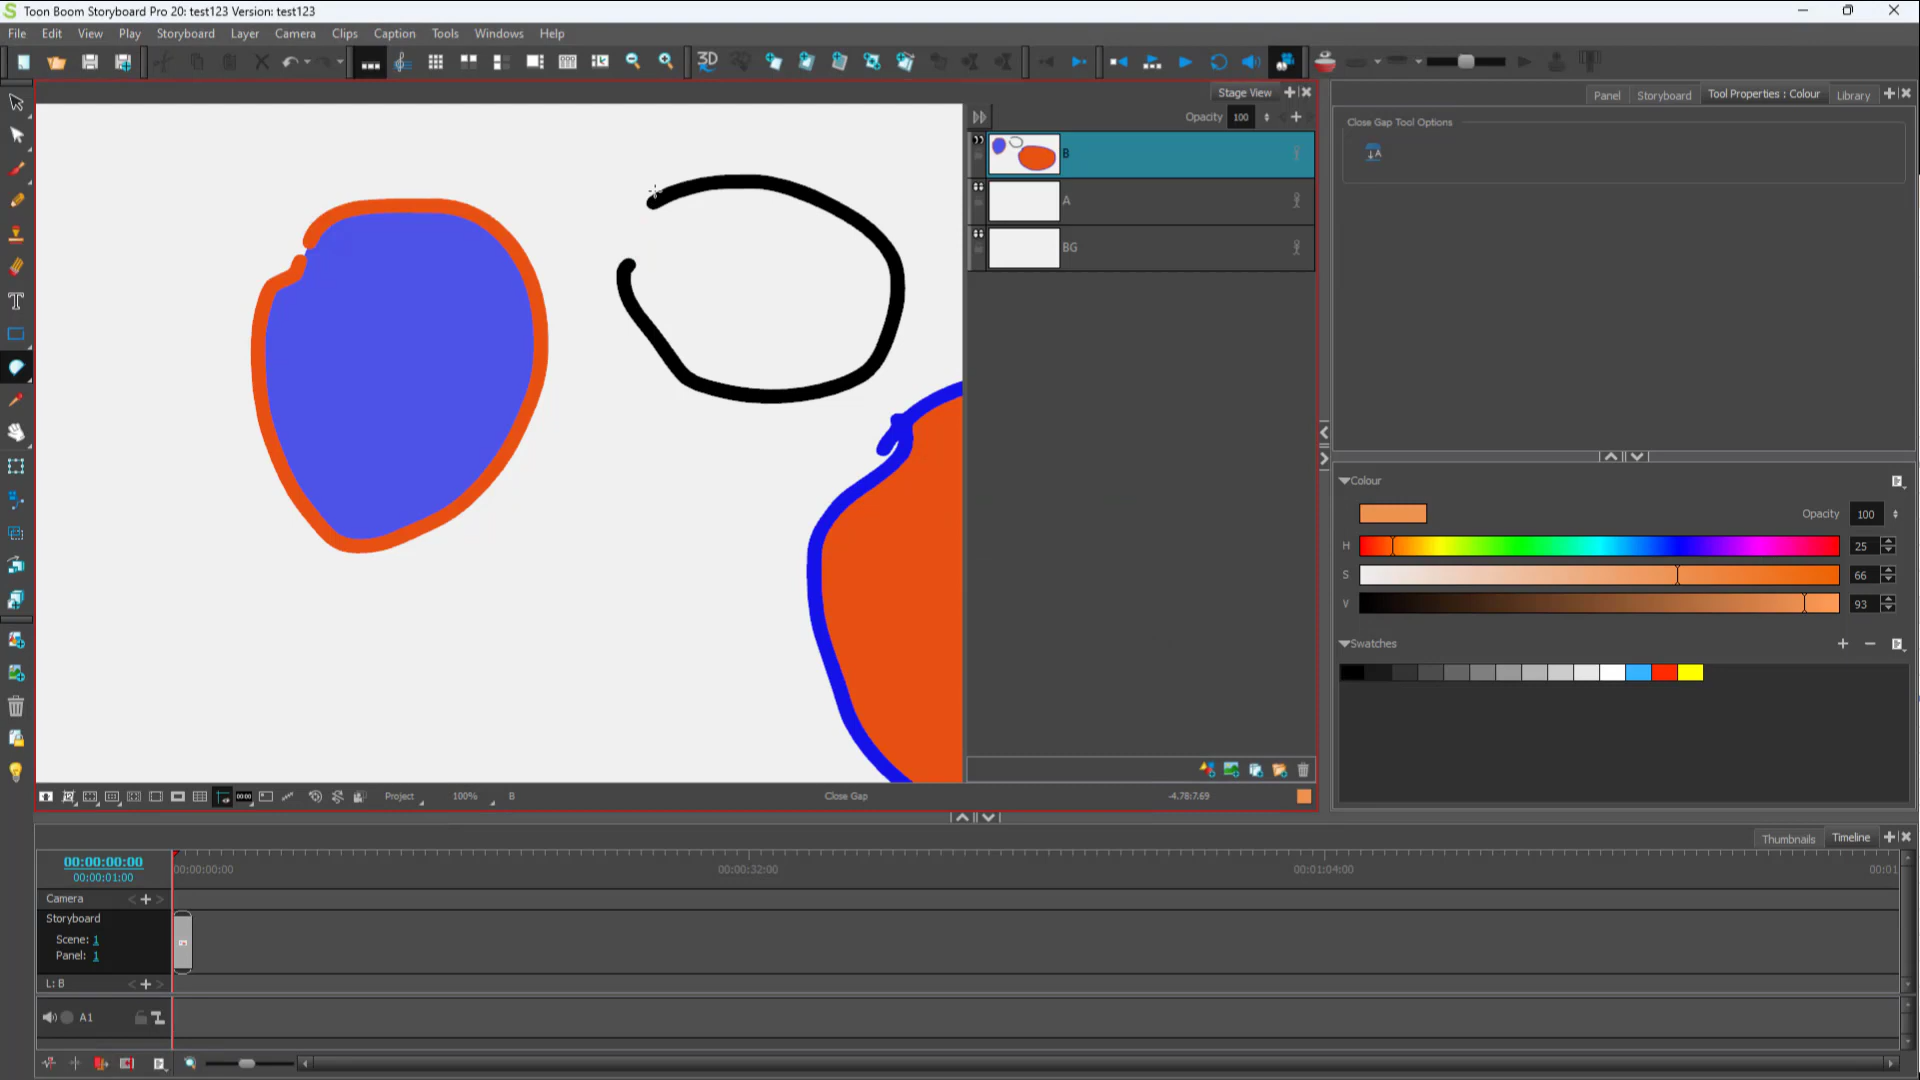 Toon Boom Storyboard Pro 20: test123 Version: test123
File Edit View Play Storyboard Layer Camera Clips Caption Tools Windows Help
3D
Stage View
Opacity 100
B
A
BG
Panel Storyboard Tool Properties : Colour Library
Close Gap Tool Options
A
T
Colour
Opacity 100
H 25
S 66
V 93
Swatches
Project 100% B Close Gap -4.78:7.69
Thumbnails Timeline
00:00:00:00
00:00:01:00
00:00:00:00 00:00:32:00 00:01:04:00 00:01
Camera
Storyboard
Scene: 1
Panel: 1
L: B
A1